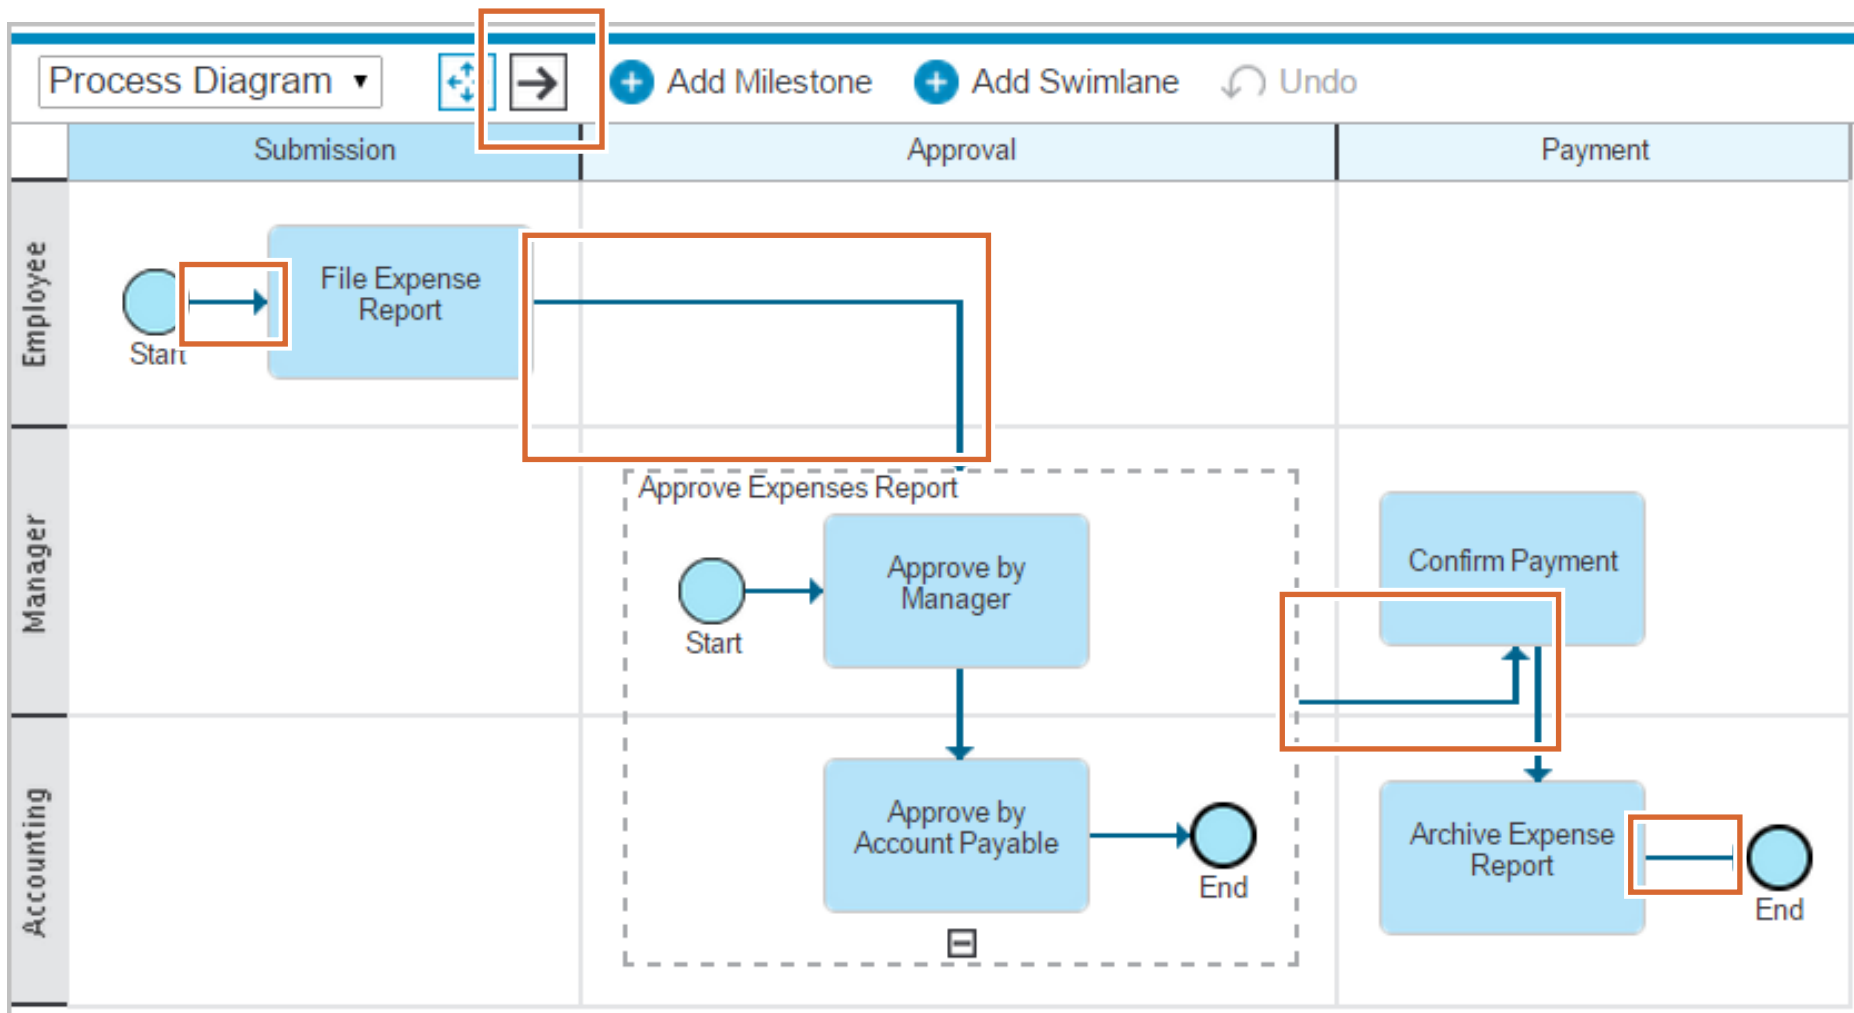 Process Diagram
Add Milestone
Add Swimlane
Undo
Submission
Approval
Payment
Employee
Start
File Expense
Report
Manager
Approve Expenses Report
Start
Approve by
Manager
Confirm Payment
Accounting
Approve by
Account Payable
End
Archive Expense
Report
End